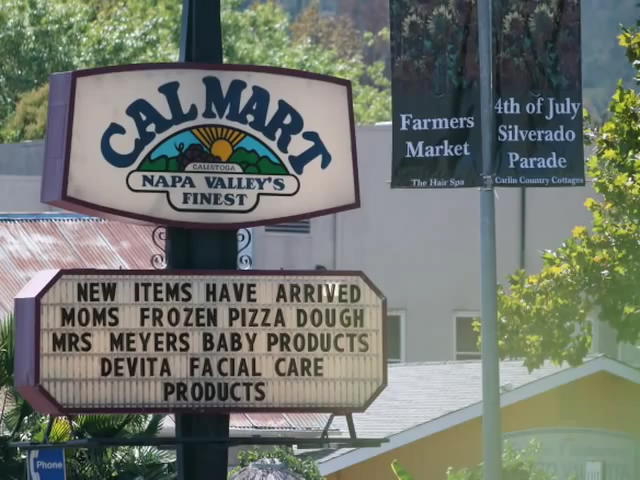 CALMART
CALISTOGA
NAPA VALLEY'S
FINEST
NEW ITEMS HAVE ARRIVED
MOMS FROZEN PIZZA DOUGH
MRS MEYERS BABY PRODUCTS
DEVITA FACIAL CARE
PRODUCTS
Farmers
Market
The Hair Spa
4th of July
Silverado
Parade
Carlin Country Cottages
Phone